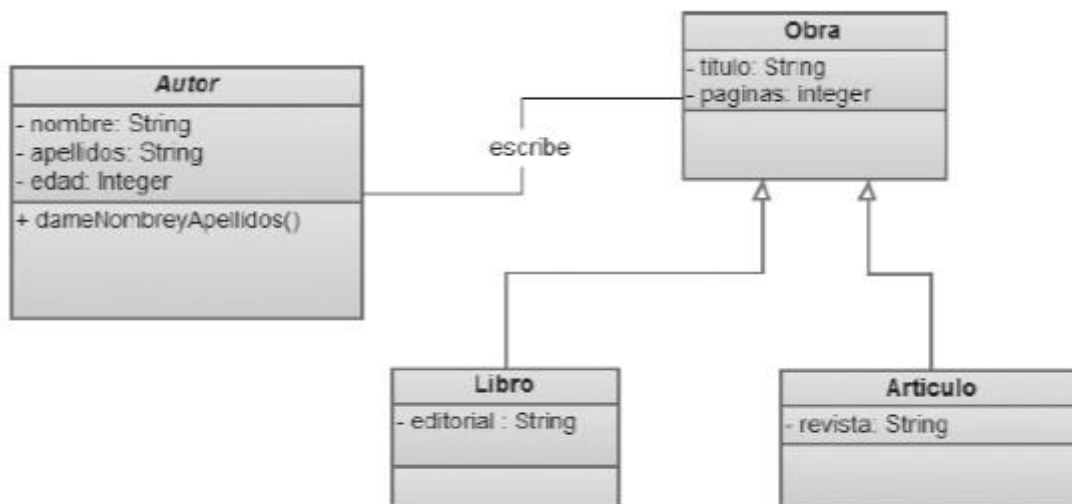 Autor
- nombre: String
- apellidos: String
- edad: Integer
+ dameNombreyApellidos()
escribe
Obra
- titulo: String
- paginas: integer
Libro
- editorial : String
Articulo
- revista: String